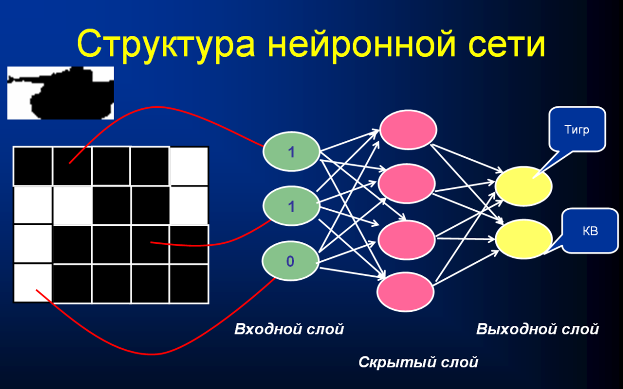 Структура нейронной сети
Тигр
1
1
КВ
0
Входной слой
Выходной слой
Скрытый слой